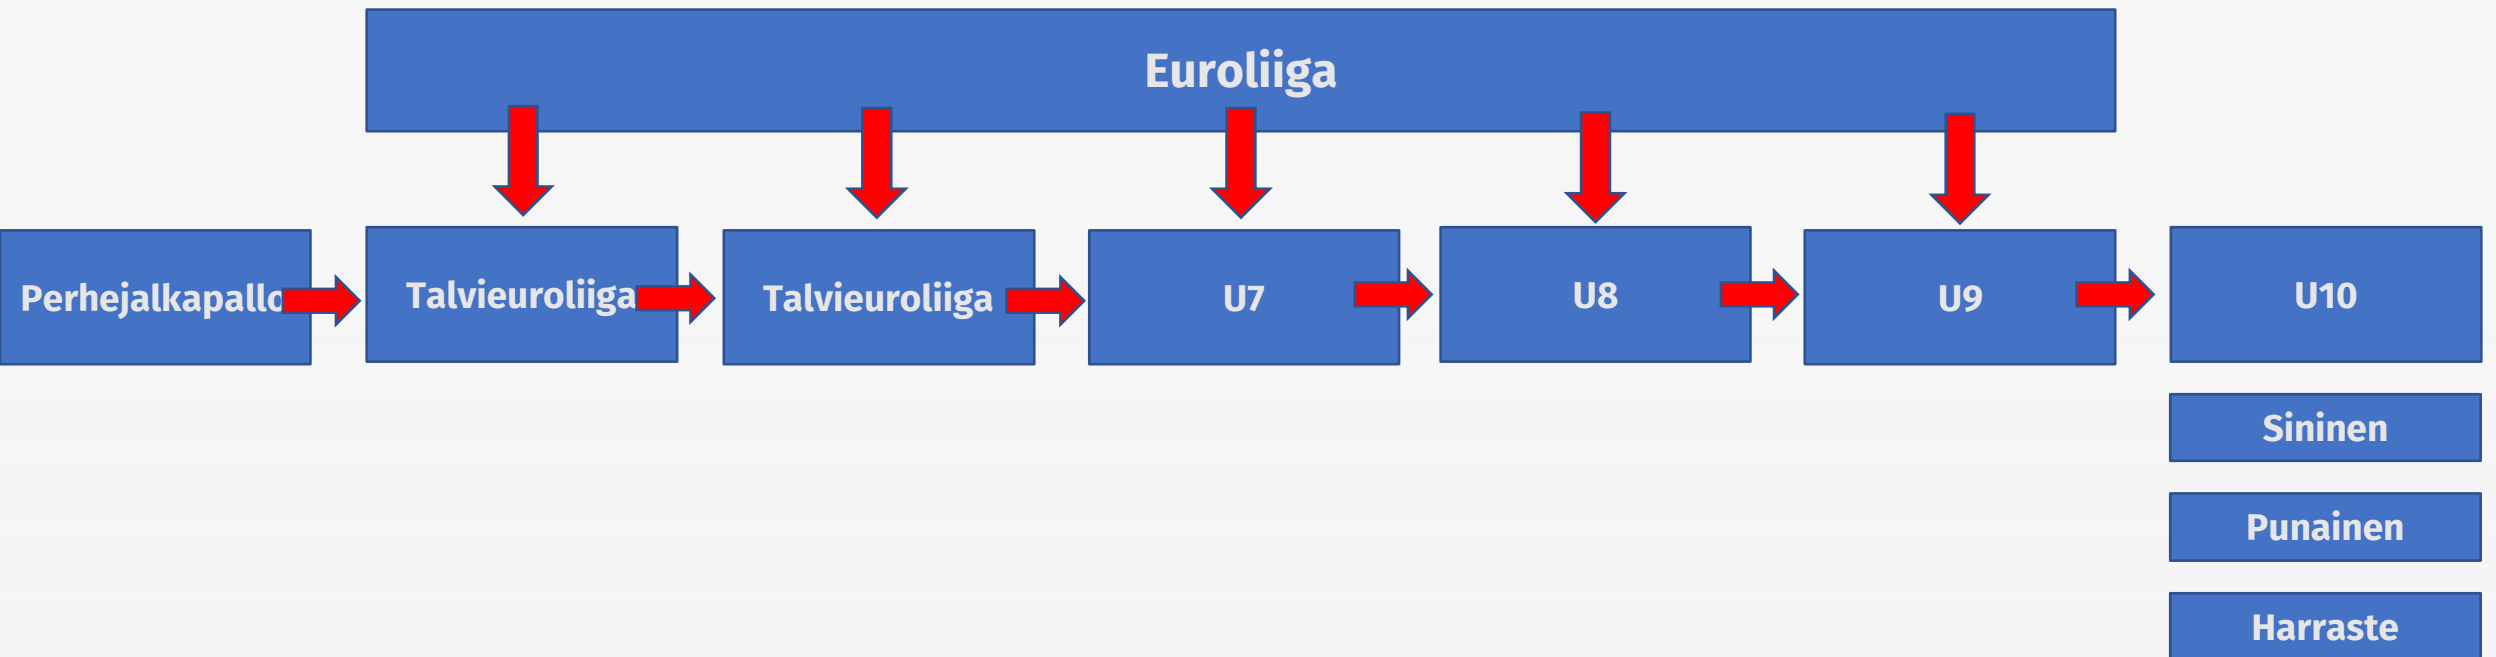 Euroliiga
Perhejalkapallo
Talvieuroliiga
Talvieuroliiga
U7
U8
U9
U10
Sininen
Punainen
Harraste